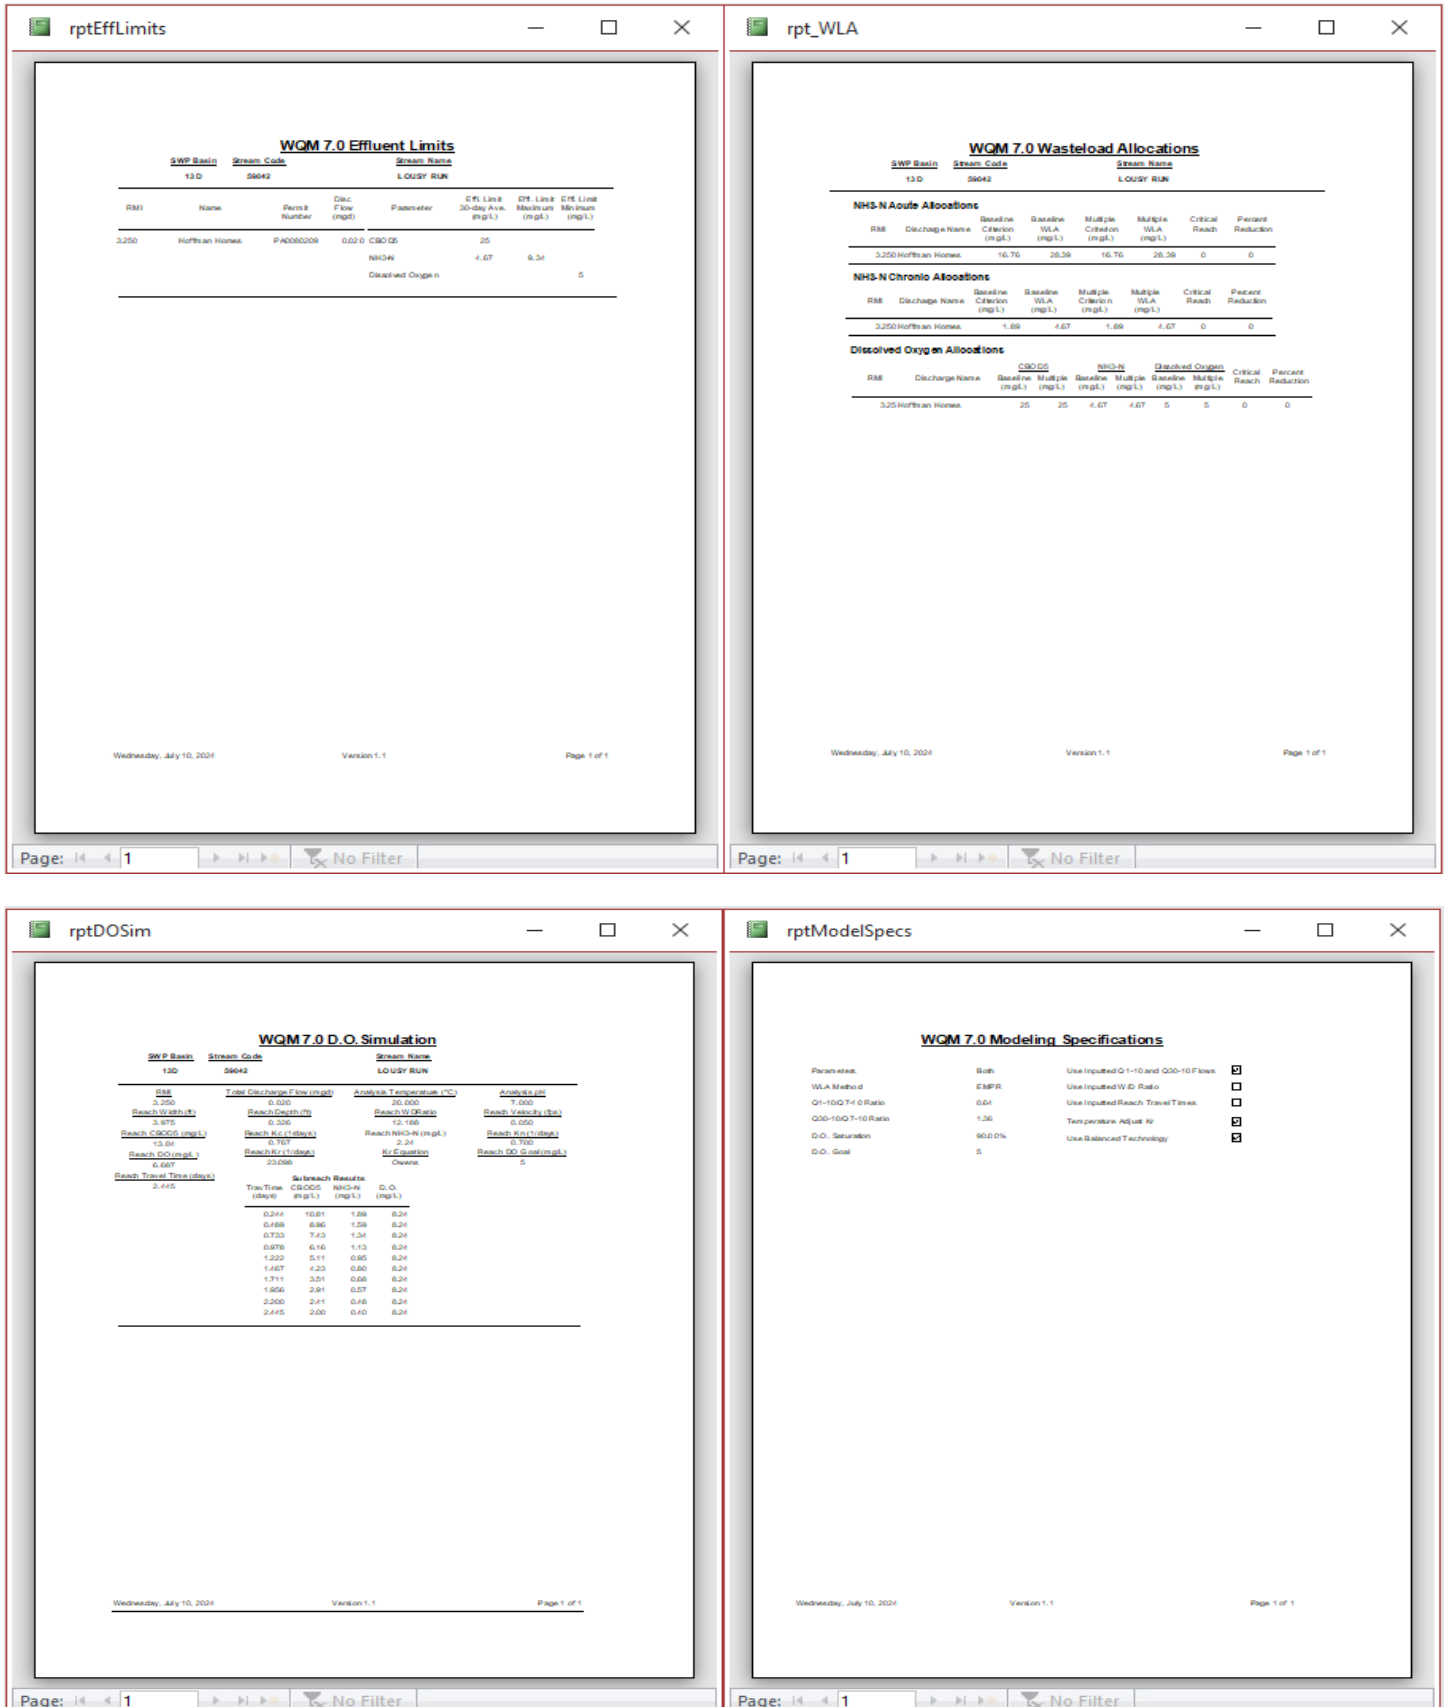 rptEffLimits
WQM 7.0 Effluent Limits
SWP Basin Stream Code Stream Name
13D 59042 LOUSY RUN
RMI Name Permit Number Disc. Flow (mgd) Parameter Effl. Limit 30-day Ave. (mg/L) Effl. Limit Maximum (mg/L) Effl. Limit Minimum (mg/L)
3.250 Hoffman Homes PA0080209 0.020 CBOD5 25
NH3-N 4.67 9.34
Dissolved Oxygen 5
Wednesday, July 10, 2024 Version 1.1 Page 1 of 1
Page: 1 No Filter
rpt_WLA
WQM 7.0 Wasteload Allocations
SWP Basin Stream Code Stream Name
13D 59042 LOUSY RUN
NH3-N Acute Allocations
RMI Discharge Name Baseline Criterion (mg/L) Baseline WLA (mg/L) Multiple Criterion (mg/L) Multiple WLA (mg/L) Critical Reach Percent Reduction
3.250 Hoffman Homes 16.76 28.39 16.76 28.39 0 0
NH3-N Chronic Allocations
RMI Discharge Name Baseline Criterion (mg/L) Baseline WLA (mg/L) Multiple Criterion (mg/L) Multiple WLA (mg/L) Critical Reach Percent Reduction
3.250 Hoffman Homes 1.89 4.67 1.89 4.67 0 0
Dissolved Oxygen Allocations
CBOD5 NH3-N Dissolved Oxygen
RMI Discharge Name Baseline (mg/L) Multiple (mg/L) Baseline (mg/L) Multiple (mg/L) Baseline (mg/L) Multiple (mg/L) Critical Reach Percent Reduction
3.25 Hoffman Homes 25 25 4.67 4.67 5 5 0 0
Wednesday, July 10, 2024 Version 1.1 Page 1 of 1
Page: 1 No Filter
rptDOSim
WQM 7.0 D.O. Simulation
SWP Basin Stream Code Stream Name
13D 59042 LOUSY RUN
RMI Total Discharge Flow (mgd) Analysis Temperature (ºC) Analysis pH
3.250 0.020 20.000 7.000
Reach Width (ft) Reach Depth (ft) Reach WDRatio Reach Velocity (fps)
3.975 0.326 12.188 0.050
Reach CBOD5 (mg/L) Reach Kc (1/days) Reach NH3-N (mg/L) Reach Kn (1/days)
13.04 0.767 2.24 0.700
Reach DO (mg/L) Reach Kr (1/days) Kr Equation Reach DO Goal (mg/L)
6.687 23.098 Owens 5
Reach Travel Time (days)
2.445
Subreach Results
TravTime (days) CBOD5 (mg/L) NH3-N (mg/L) D.O. (mg/L)
0.244 10.81 1.89 8.24
0.489 8.96 1.59 8.24
0.733 7.43 1.34 8.24
0.978 6.16 1.13 8.24
1.222 5.11 0.95 8.24
1.467 4.23 0.80 8.24
1.711 3.51 0.68 8.24
1.956 2.91 0.57 8.24
2.200 2.41 0.48 8.24
2.445 2.00 0.40 8.24
Wednesday, July 10, 2024 Version 1.1 Page 1 of 1
Page: 1 No Filter
rptModelSpecs
WQM 7.0 Modeling Specifications
Parameters Both Use Inputted Q1-10 and Q30-10 Flows
WLA Method EMPR Use Inputted W/D Ratio
Q1-10/Q7-10 Ratio 0.64 Use Inputted Reach Travel Times
Q30-10/Q7-10 Ratio 1.36 Temperature Adjust Kr
D.O. Saturation 90.00% Use Balanced Technology
D.O. Goal 5
Wednesday, July 10, 2024 Version 1.1 Page 1 of 1
Page: 1 No Filter